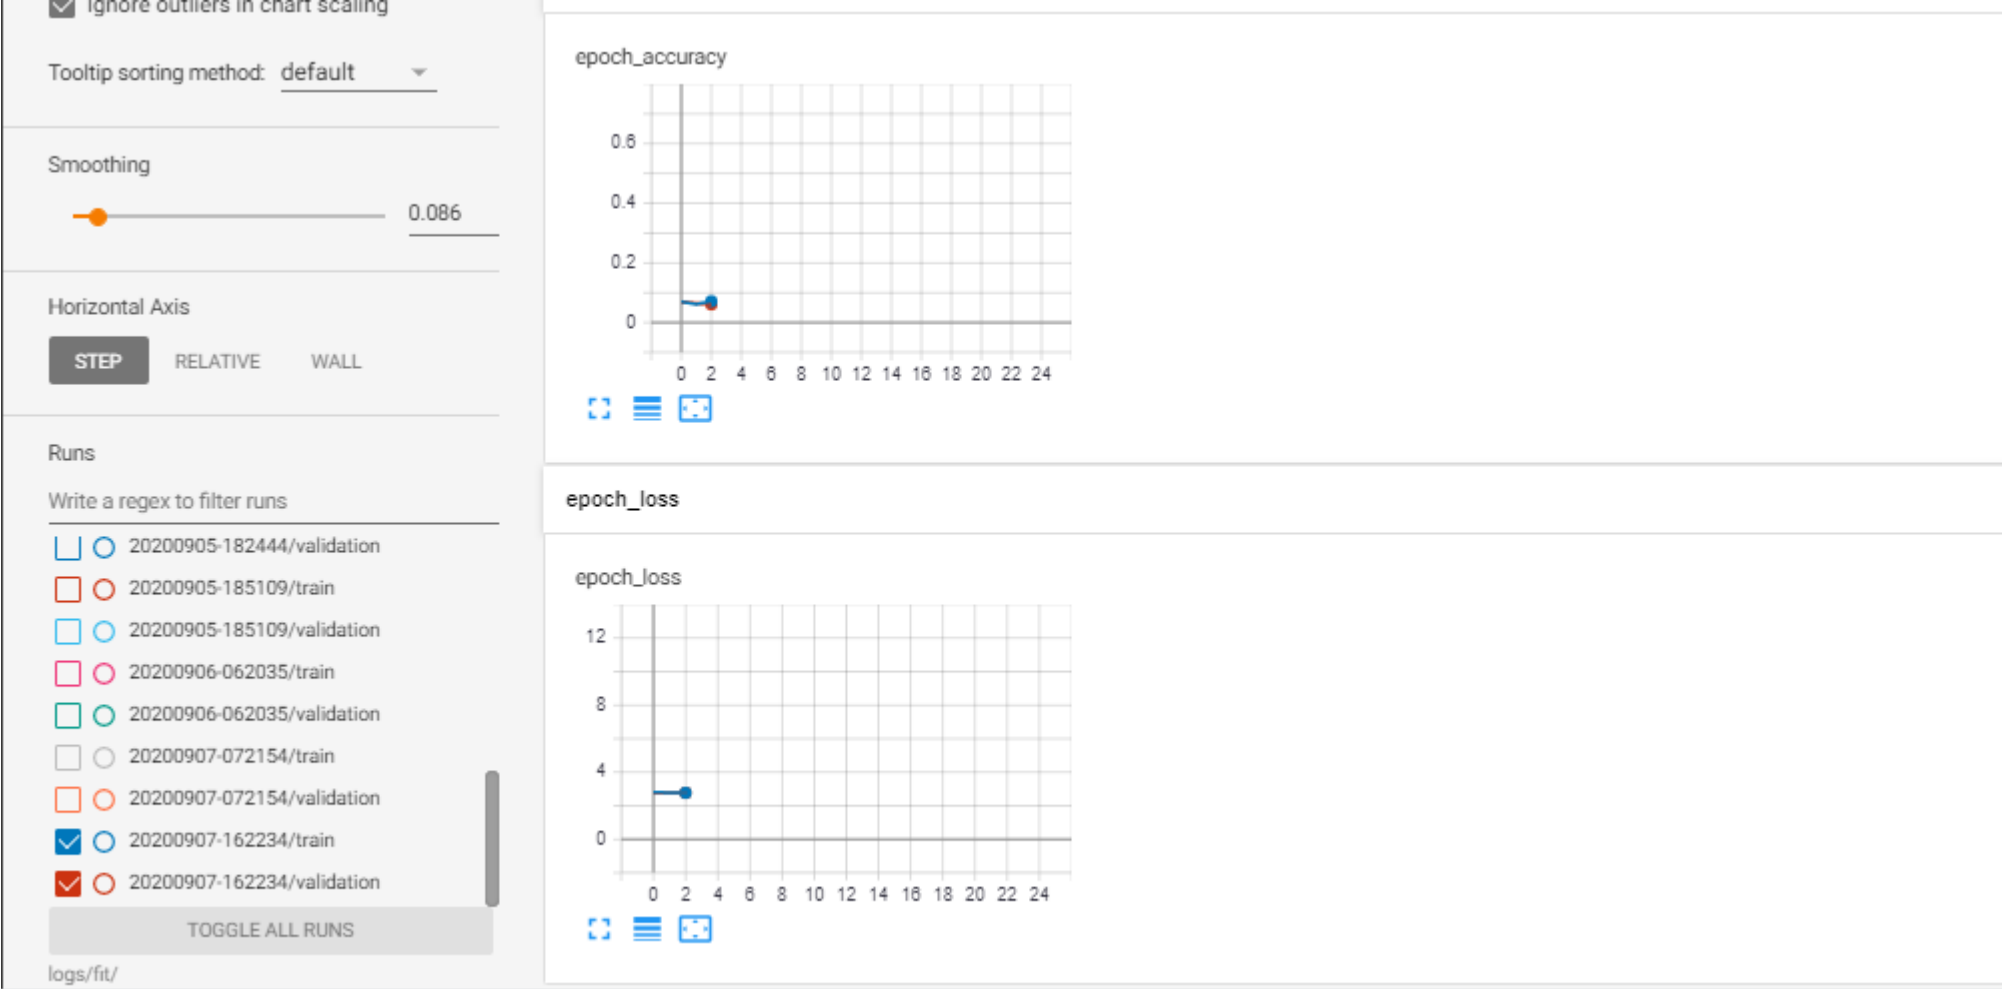 Ignore outliers in chart scaling
Tooltip sorting method: default
Smoothing
0.086
Horizontal Axis
STEP RELATIVE WALL
Runs
Write a regex to filter runs
20200905-182444/validation
20200905-185109/train
20200905-185109/validation
20200906-062035/train
20200906-062035/validation
20200907-072154/train
20200907-072154/validation
20200907-162234/train
20200907-162234/validation
TOGGLE ALL RUNS
logs/fit/
epoch_accuracy
0.6
0.4
0.2
0
0 2 4 6 8 10 12 14 16 18 20 22 24
epoch_loss
epoch_loss
12
8
4
0
0 2 4 6 8 10 12 14 16 18 20 22 24